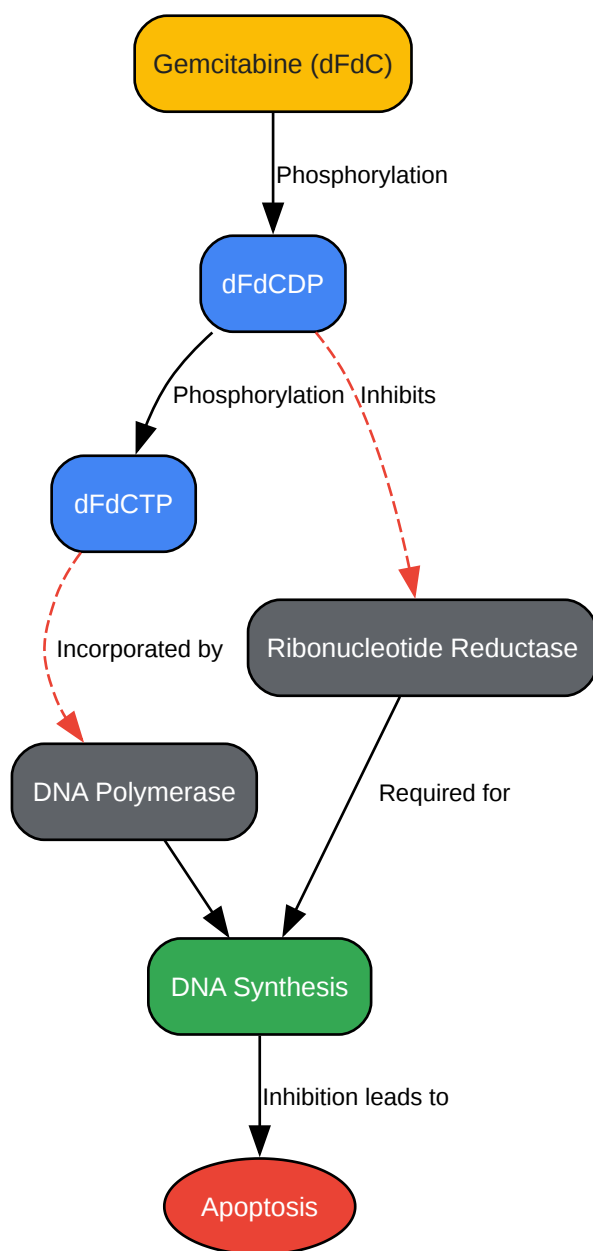 Gemcitabine (dFdC)
Phosphorylation
dFdCDP
Phosphorylation
Inhibits
dFdCTP
Incorporated by
Ribonucleotide Reductase
DNA Polymerase
Required for
DNA Synthesis
Inhibition leads to
Apoptosis